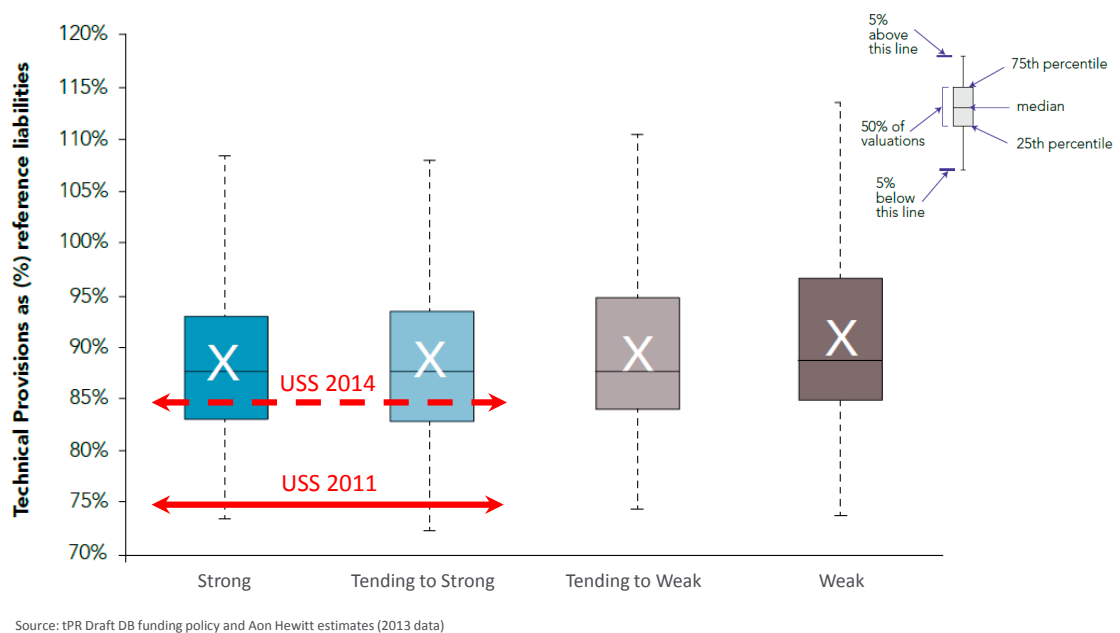 Technical Provisions as (%) reference liabilities
120%
115%
110%
105%
100%
95%
90%
85%
80%
75%
70%
X
X
X
X
USS 2014
USS 2011
Strong
Tending to Strong
Tending to Weak
Weak
5%
above
this line
75th percentile
median
50% of
valuations
25th percentile
5%
below
this line
Source: tPR Draft DB funding policy and Aon Hewitt estimates (2013 data)